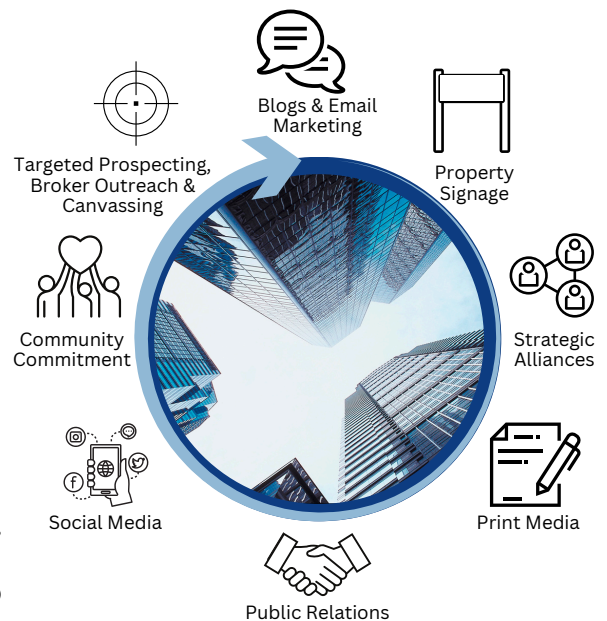 Blogs & Email
Marketing
Property
Signage
Strategic
Alliances
Print Media
Public Relations
Social Media
Community
Commitment
Targeted Prospecting,
Broker Outreach &
Canvassing